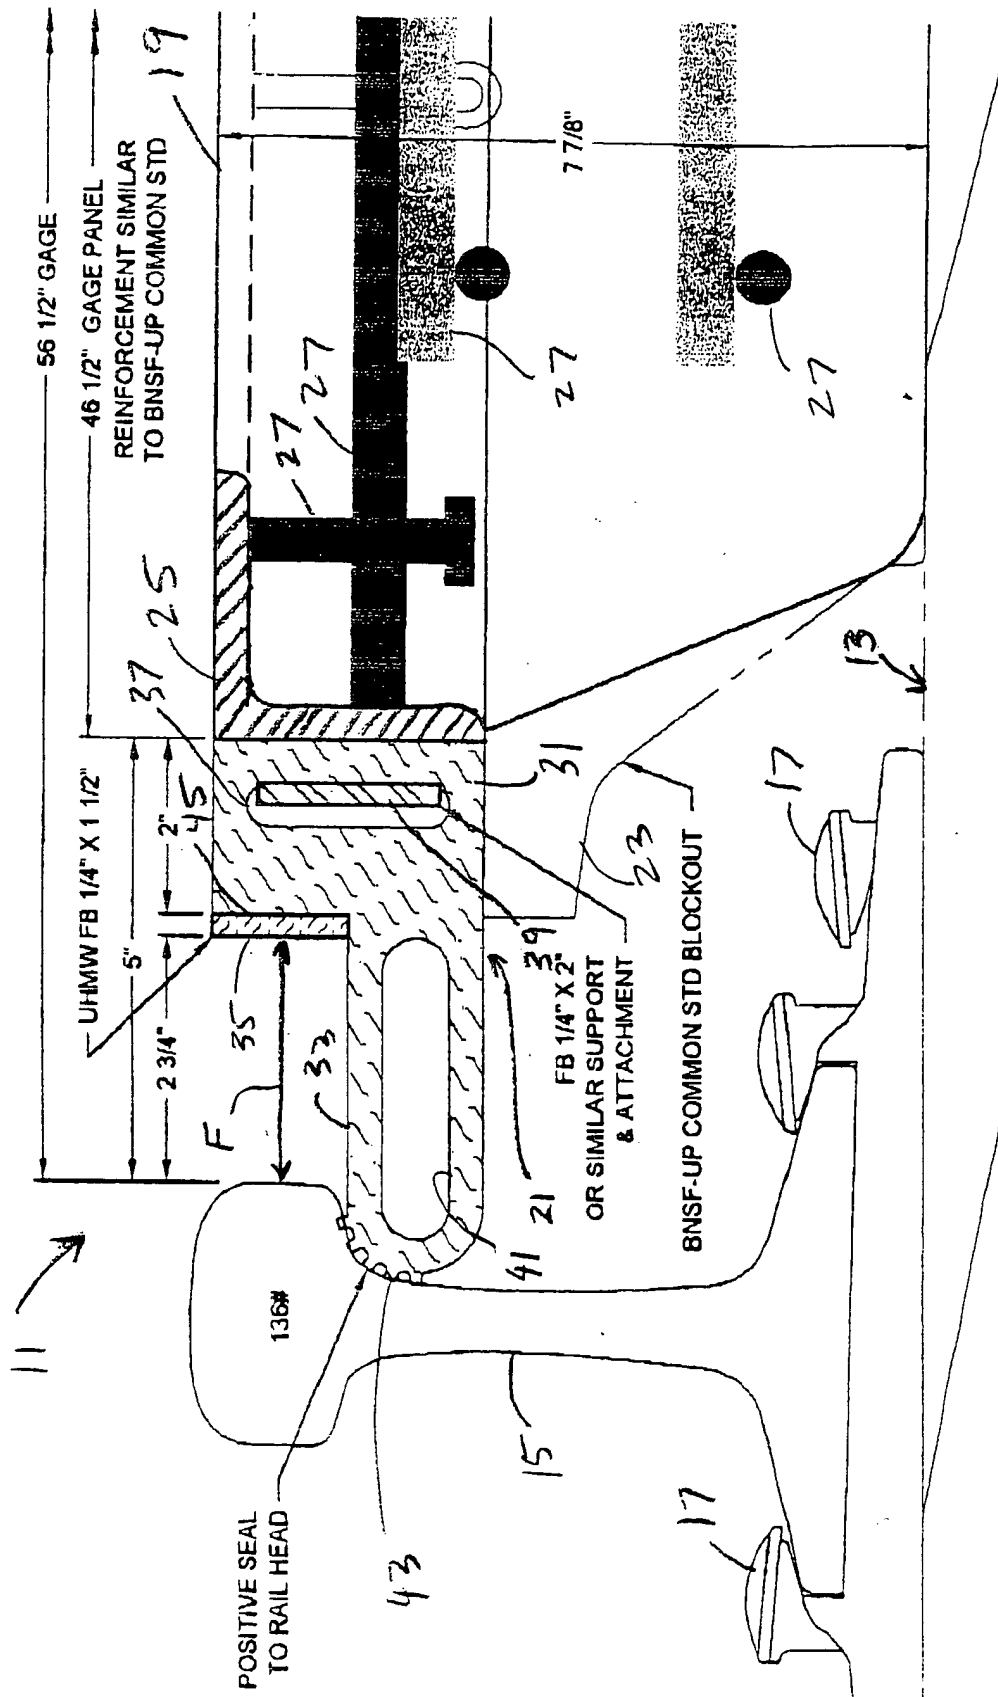 56 1/2" GAGE
46 1/2" GAGE PANEL
REINFORCEMENT SIMILAR
TO BNSF-UP COMMON STD
19
UHMW FB 1/4" X 1 1/2"
5"
2 3/4"
2"
45
37
25
27
27
27
27
7 7/8"
11
F
35
33
136#
POSITIVE SEAL
TO RAIL HEAD
43
41
21
39
31
FB 1/4" X 2"
OR SIMILAR SUPPORT
& ATTACHMENT
23
BNSF-UP COMMON STD BLOCKOUT
13
15
17
17